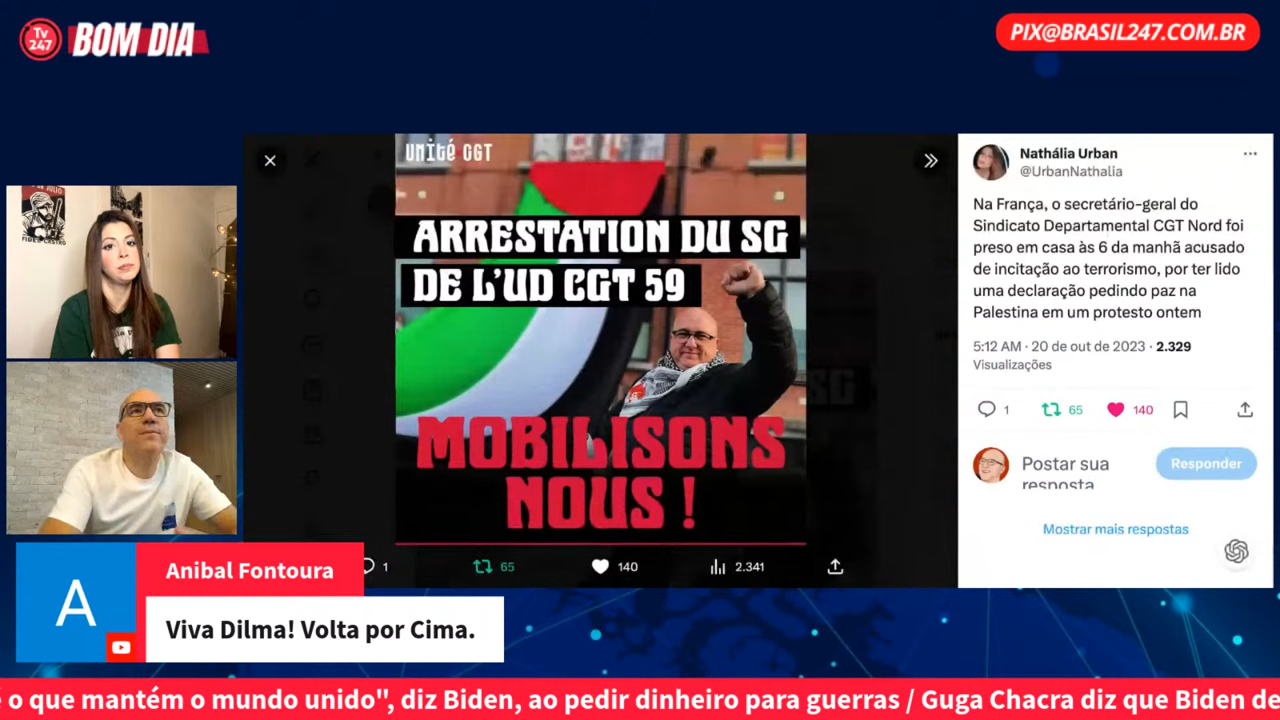 Tv 247
BOM DIA
PIX@BRASIL247.COM.BR
FIDEL CASTRO
UNITÉ CGT
ARRESTATION DU SG
DE L'UD CGT 59
MOBILISONS
NOUS !
1
65
140
2.341
Nathália Urban
@UrbanNathalia
Na França, o secretário-geral do
Sindicato Departamental CGT Nord foi
preso em casa às 6 da manhã acusado
de incitação ao terrorismo, por ter lido
uma declaração pedindo paz na
Palestina em um protesto ontem
5:12 AM · 20 de out de 2023 · 2.329
Visualizações
1
65
140
Postar sua
resposta
Responder
Mostrar mais respostas
A
Anibal Fontoura
Viva Dilma! Volta por Cima.
é o que mantém o mundo unido", diz Biden, ao pedir dinheiro para guerras / Guga Chacra diz que Biden de